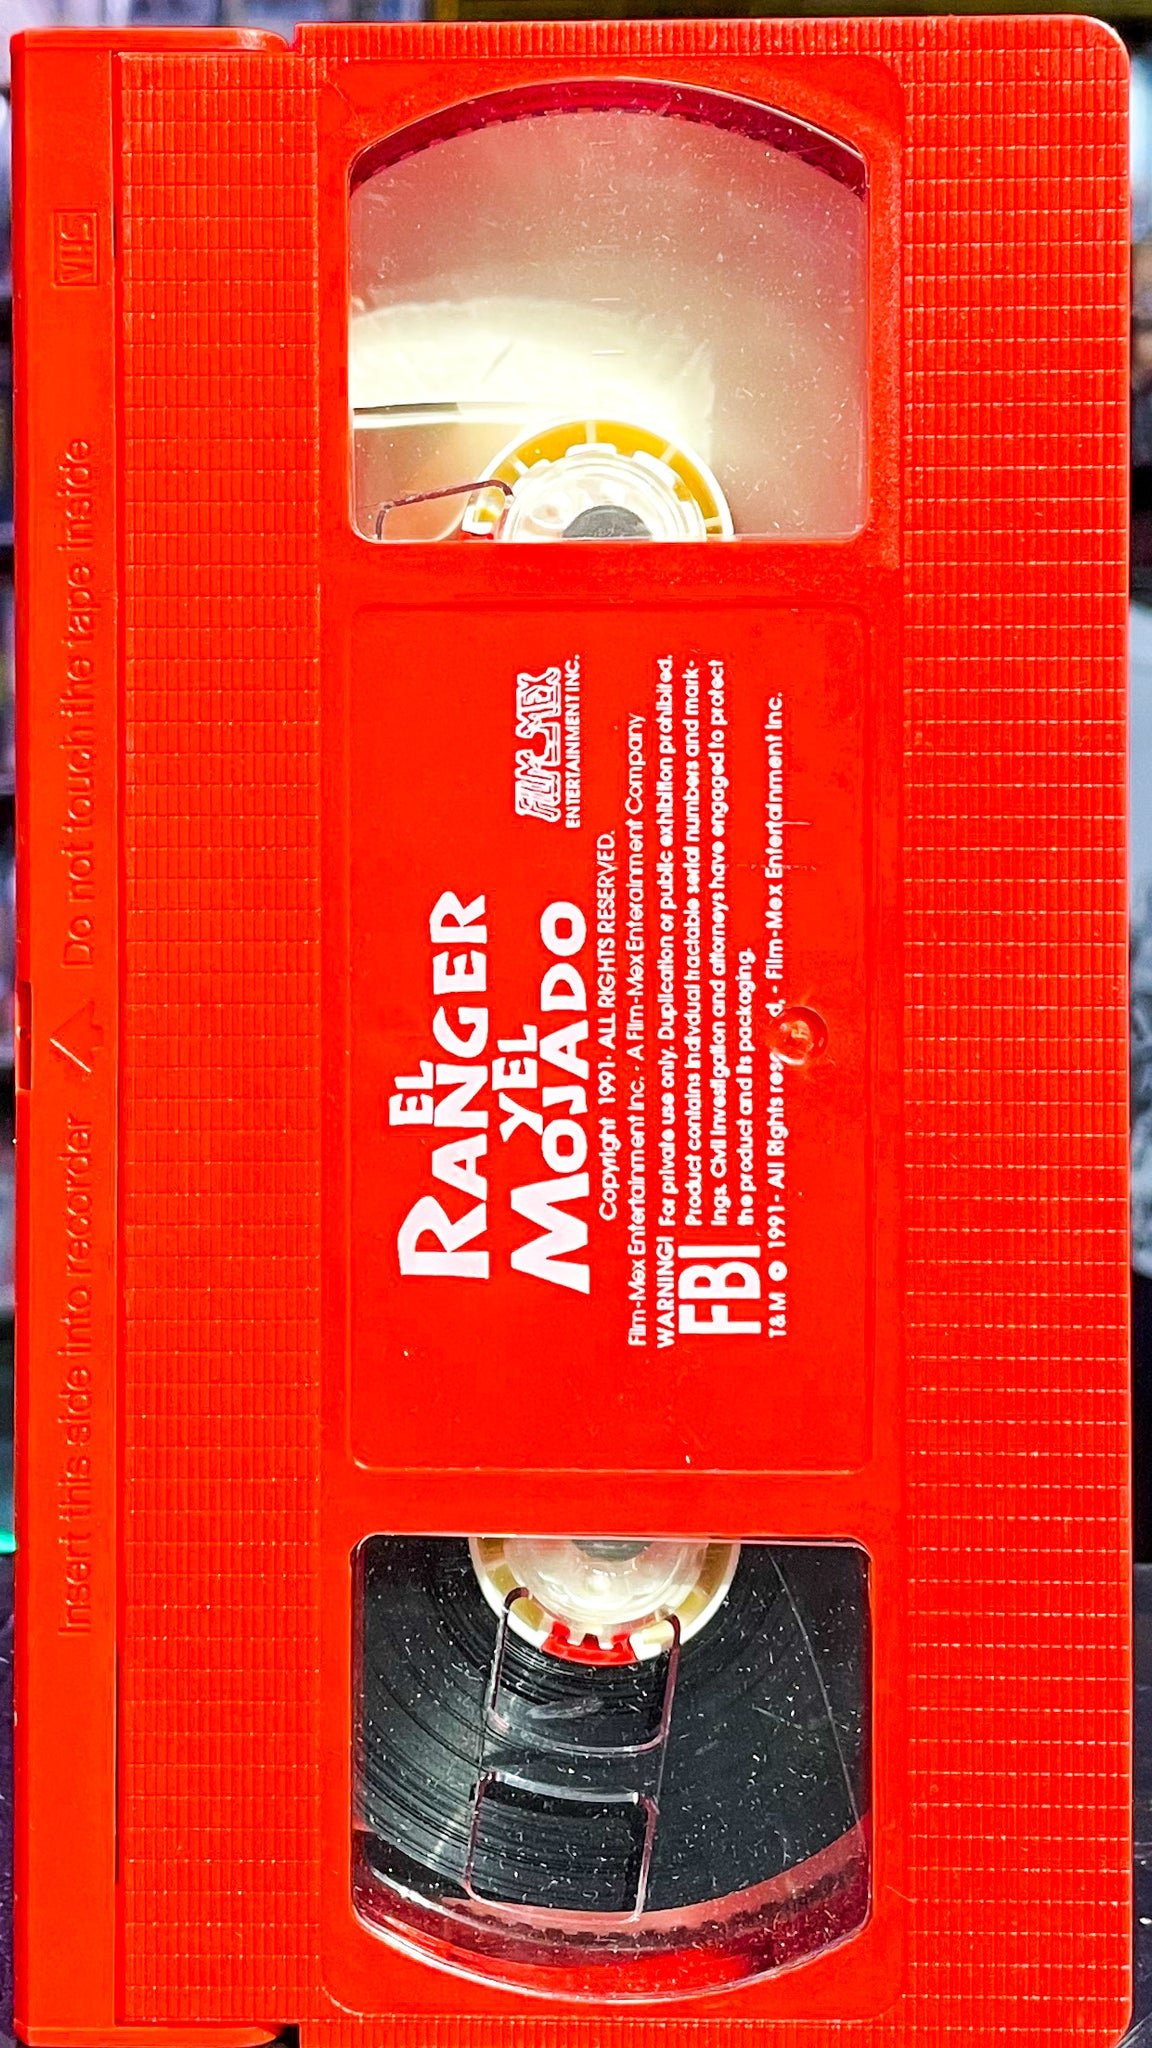 VHS
Insert this side into recorder
Do not touch the tape inside
EL
RANGER
Y EL
MOJADO
FILM-MEX
ENTERTAINMENT INC.
Copyright 1991. ALL RIGHTS RESERVED.
Film-Mex Entertainment Inc. - A Film-Mex Enterainment Company
WARNING! For private use only. Duplication or public exhibition prohibited.
FBI
Product contains indvdual tractable serial numbers and mark-
ings. Civil Investigation and attorneys have engaged to protect
the product and its packaging.
T&M © 1991 - All Rights res d. - Film-Mex Entertainment Inc.